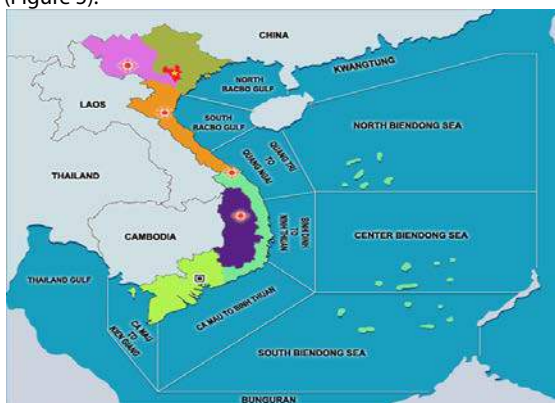 (Figure 5).
CHINA
KWANGTUNG
NORTH
BACBO GULF
LAOS
SOUTH
BACBO GULF
NORTH BIENDONG SEA
QUANG TRI
TO
QUANG NGAI
THAILAND
CAMBODIA
BINH DINH
TO
NINH THUAN
CENTER BIENDONG SEA
THAILAND GULF
CA MAU TO BINH THUAN
CA MAU
TO
KIEN GIANG
SOUTH BIENDONG SEA
BUNGURAN